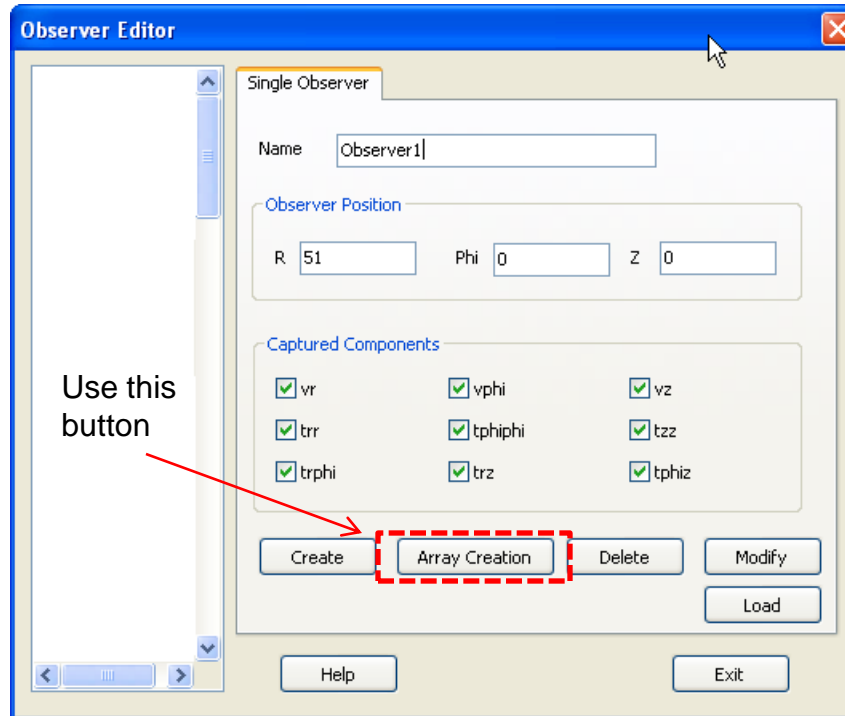 Observer Editor
Single Observer
Name Observer1
Observer Position
R 51 Phi 0 Z 0
Captured Components
vr vphi vz
trr tphiphi tzz
trphi trz tphiz
Use this
button
Create Array Creation Delete Modify
Load
Help Exit